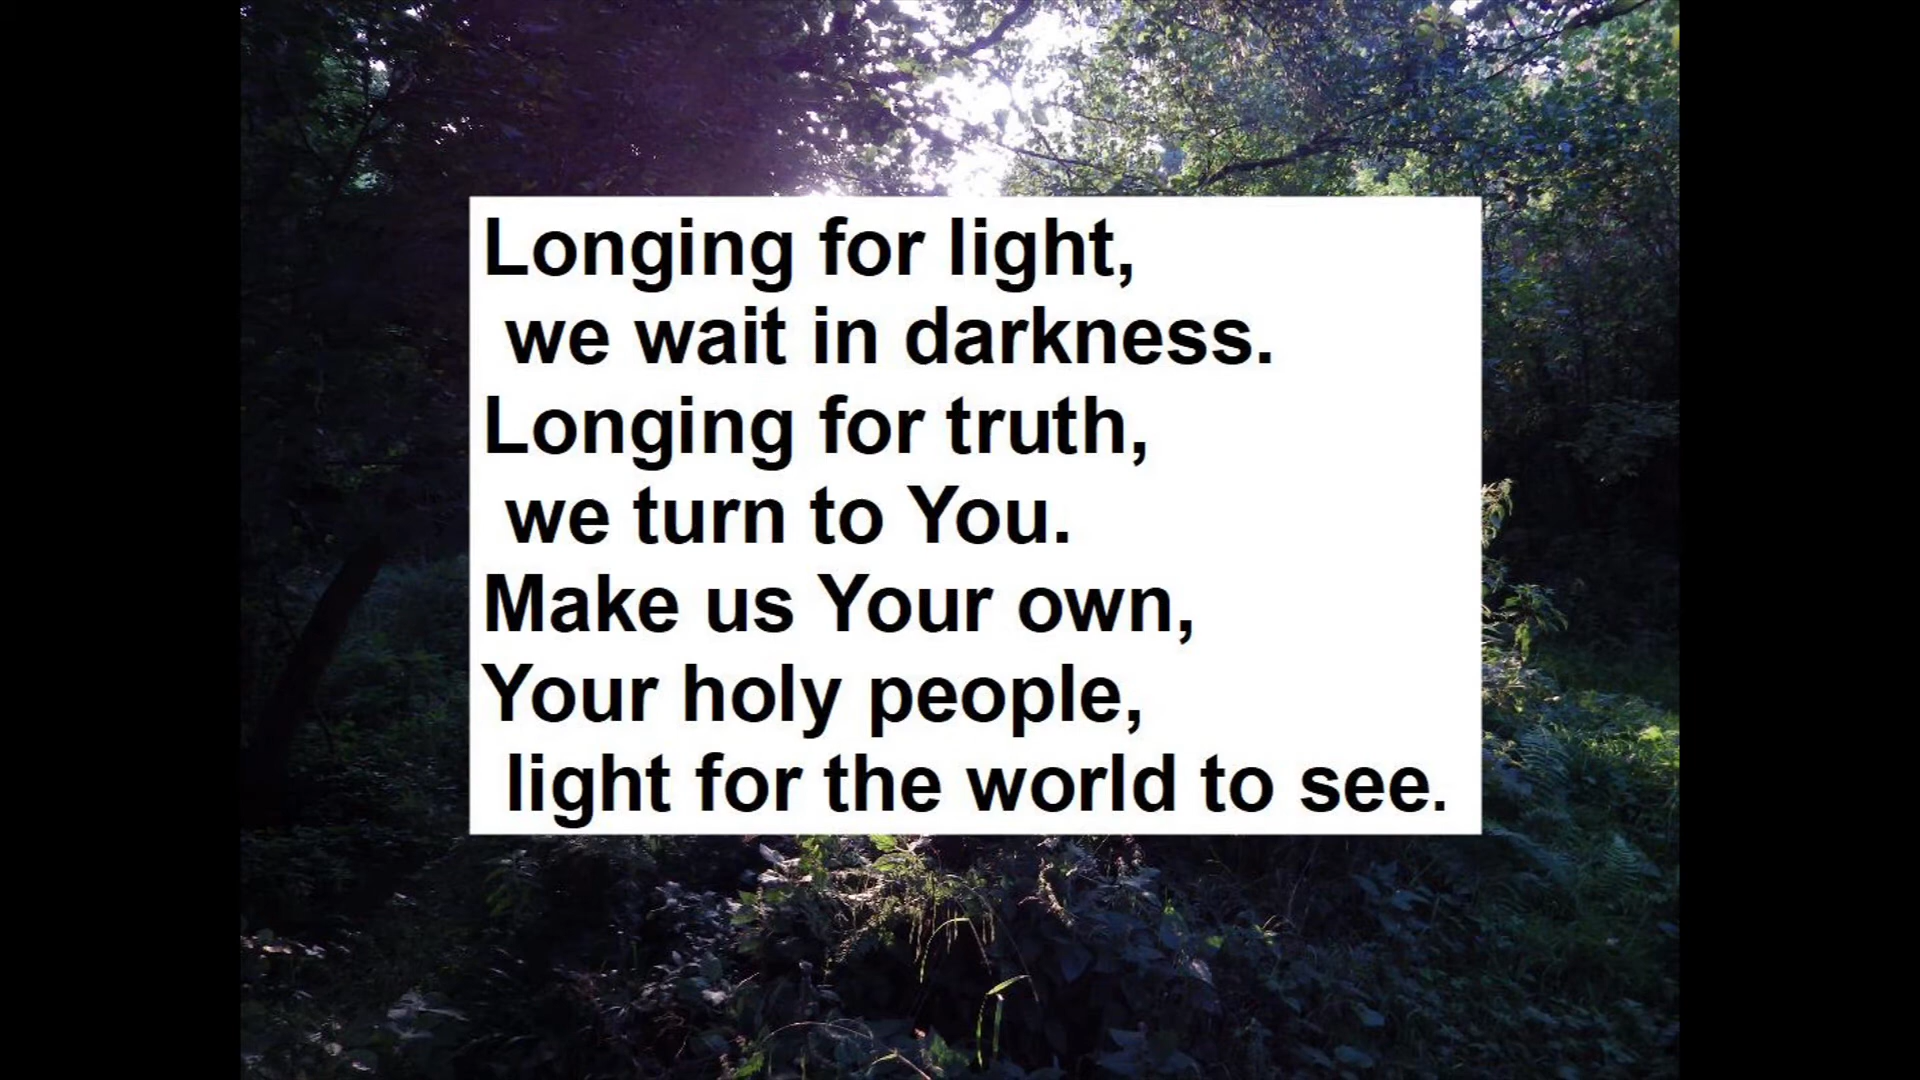 Longing for light,
we wait in darkness.
Longing for truth,
we turn to You.
Make us Your own,
Your holy people,
light for the world to see.